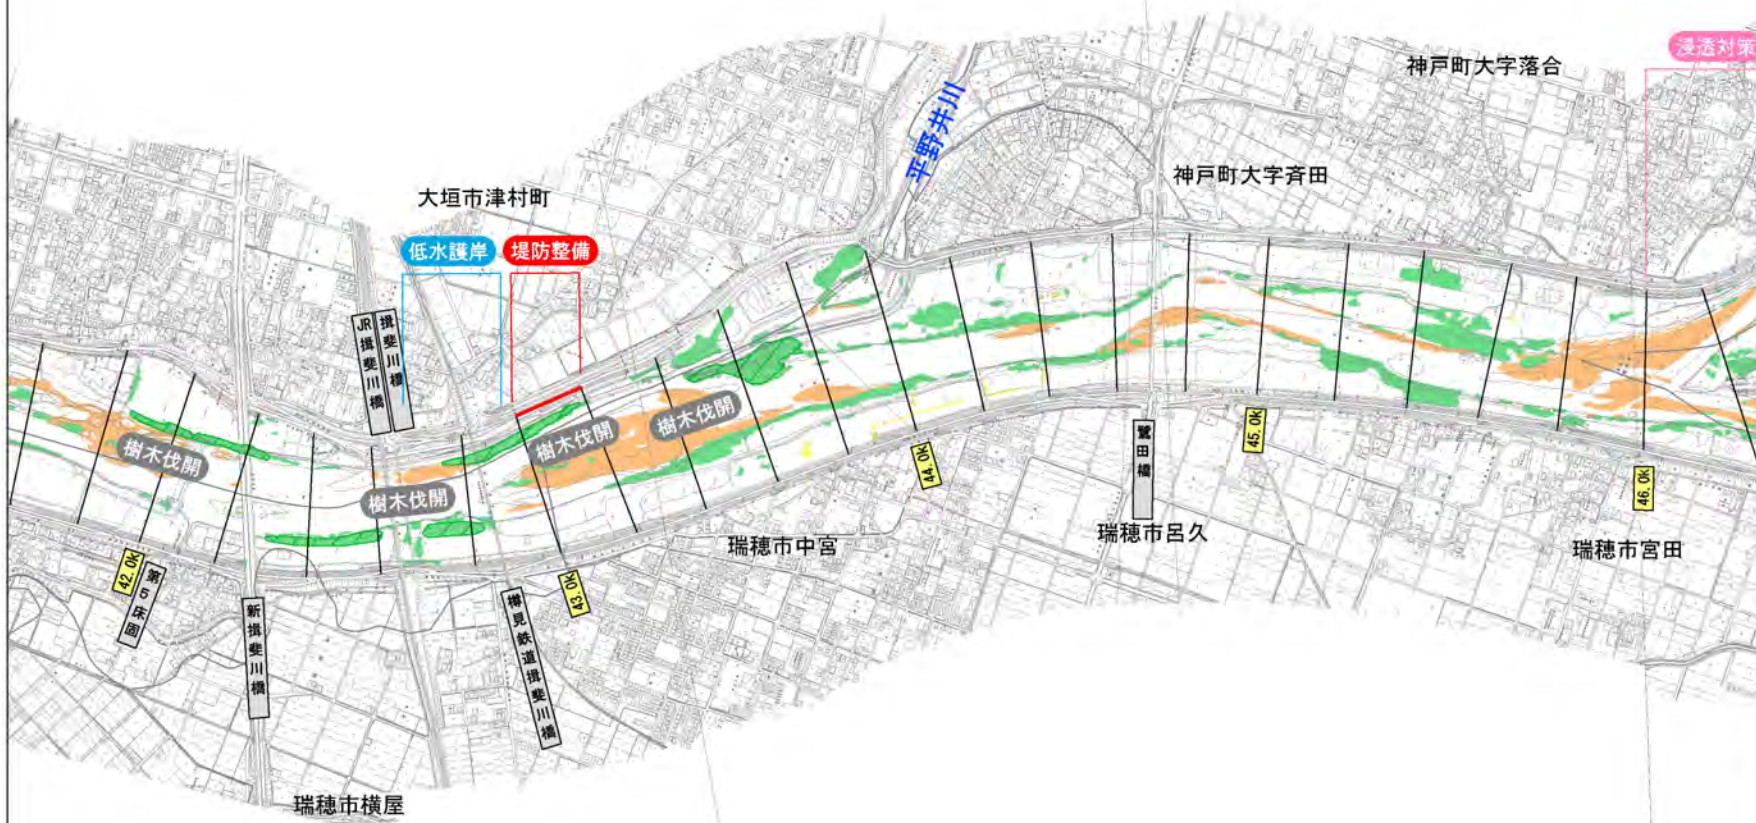 浸透対策
神戸町大字落合
平野井川
神戸町大字斉田
大垣市津村町
低水護岸
堤防整備
JR揖斐川橋
揖斐川橋
樹木伐開
樹木伐開
樹木伐開
樹木伐開
42.0K
第5床固
新揖斐川橋
樽見鉄道揖斐川橋
43.0K
瑞穂市中宮
44.0K
鷺田橋
瑞穂市呂久
45.0K
46.0K
瑞穂市宮田
瑞穂市横屋